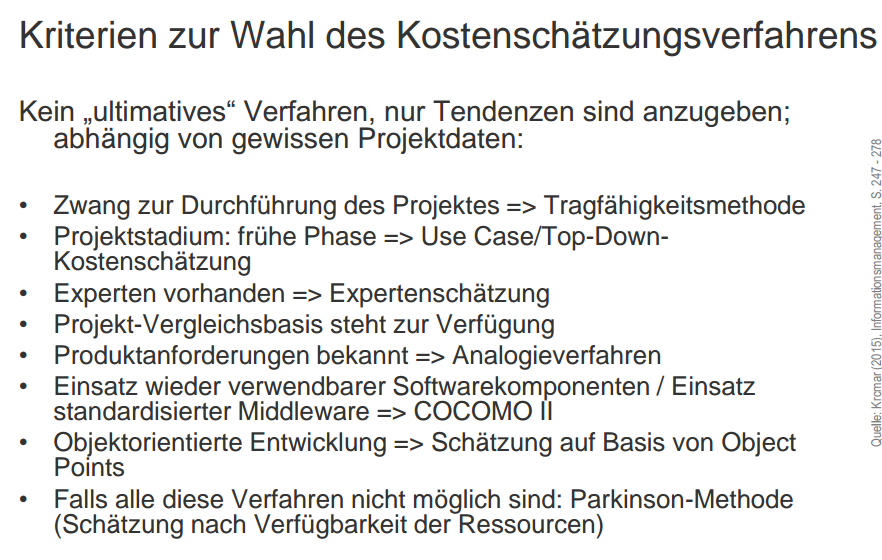 Kriterien zur Wahl des Kostenschätzungsverfahrens
Kein „ultimatives“ Verfahren, nur Tendenzen sind anzugeben;
abhängig von gewissen Projektdaten:
• Zwang zur Durchführung des Projektes => Tragfähigkeitsmethode
• Projektstadium: frühe Phase => Use Case/Top-Down-
Kostenschätzung
• Experten vorhanden => Expertenschätzung
• Projekt-Vergleichsbasis steht zur Verfügung
• Produktanforderungen bekannt => Analogieverfahren
• Einsatz wieder verwendbarer Softwarekomponenten / Einsatz
standardisierter Middleware => COCOMO II
• Objektorientierte Entwicklung => Schätzung auf Basis von Object
Points
• Falls alle diese Verfahren nicht möglich sind: Parkinson-Methode
(Schätzung nach Verfügbarkeit der Ressourcen)
Quelle: Krcmar (2015), Informationsmanagement, S. 247 - 278